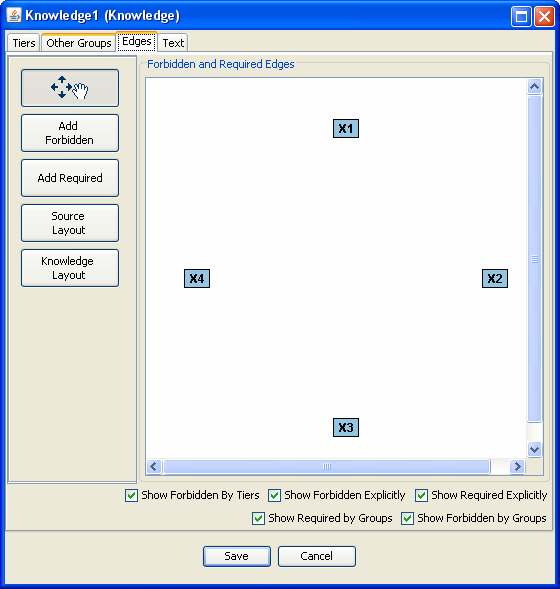 Knowledge1 (Knowledge)
Tiers Other Groups Edges Text
Forbidden and Required Edges
Add
Forbidden
Add Required
Source
Layout
Knowledge
Layout
X1
X4 X2
X3
Show Forbidden By Tiers Show Forbidden Explicitly Show Required Explicitly
Show Required by Groups Show Forbidden by Groups
Save Cancel